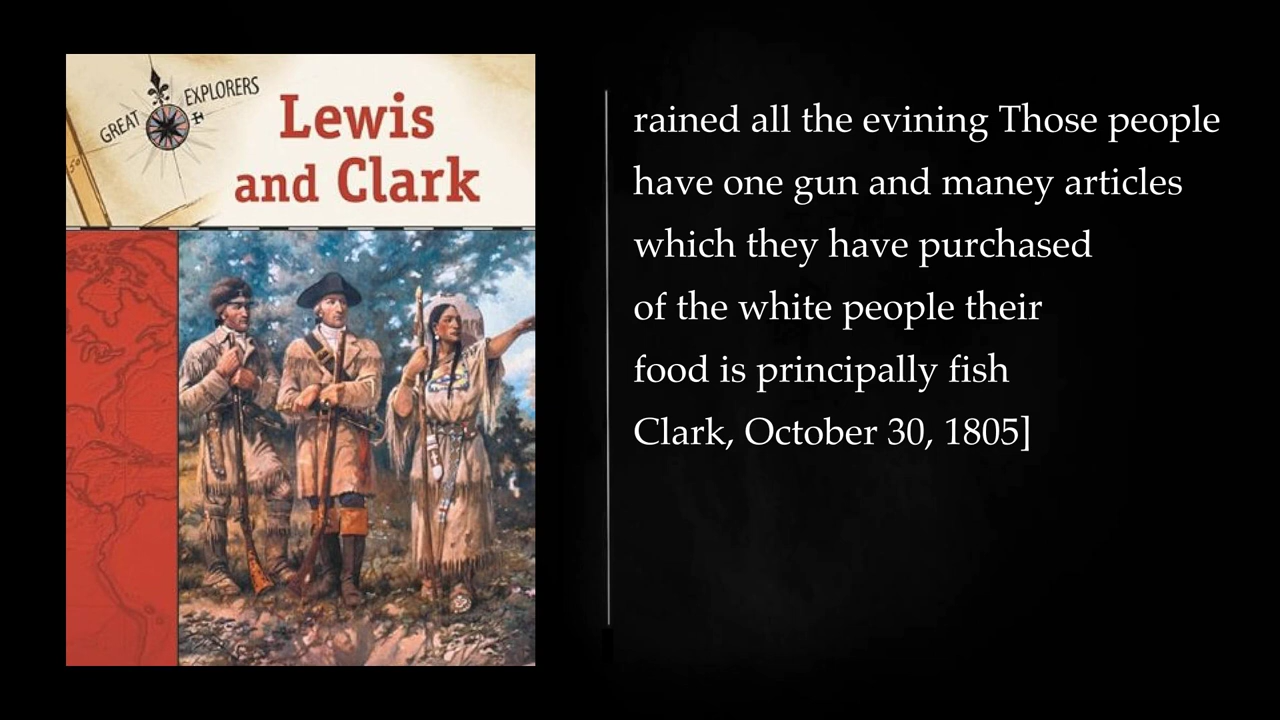 GREAT EXPLORERS
Lewis
and Clark
rained all the evining Those people
have one gun and maney articles
which they have purchased
of the white people their
food is principally fish
Clark, October 30, 1805]